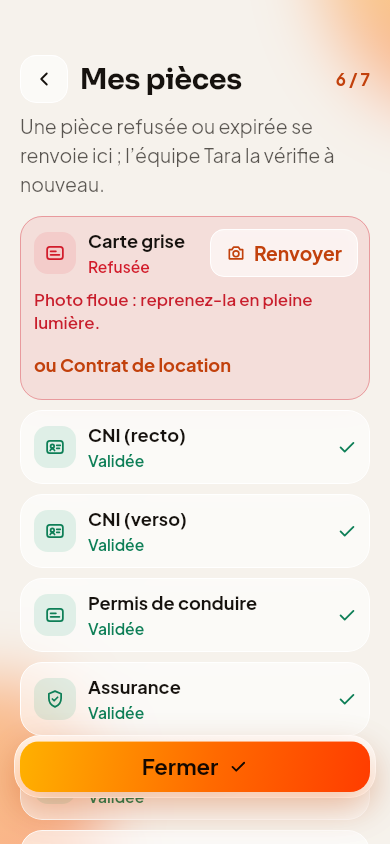 Mes pièces
6 / 7
Une pièce refusée ou expirée se
renvoie ici ; l’équipe Tara la vérifie à
nouveau.
Carte grise
Refusée
Renvoyer
Photo floue : reprenez-la en pleine
lumière.
ou Contrat de location
CNI (recto)
Validée
CNI (verso)
Validée
Permis de conduire
Validée
Assurance
Validée
Fermer
Validée